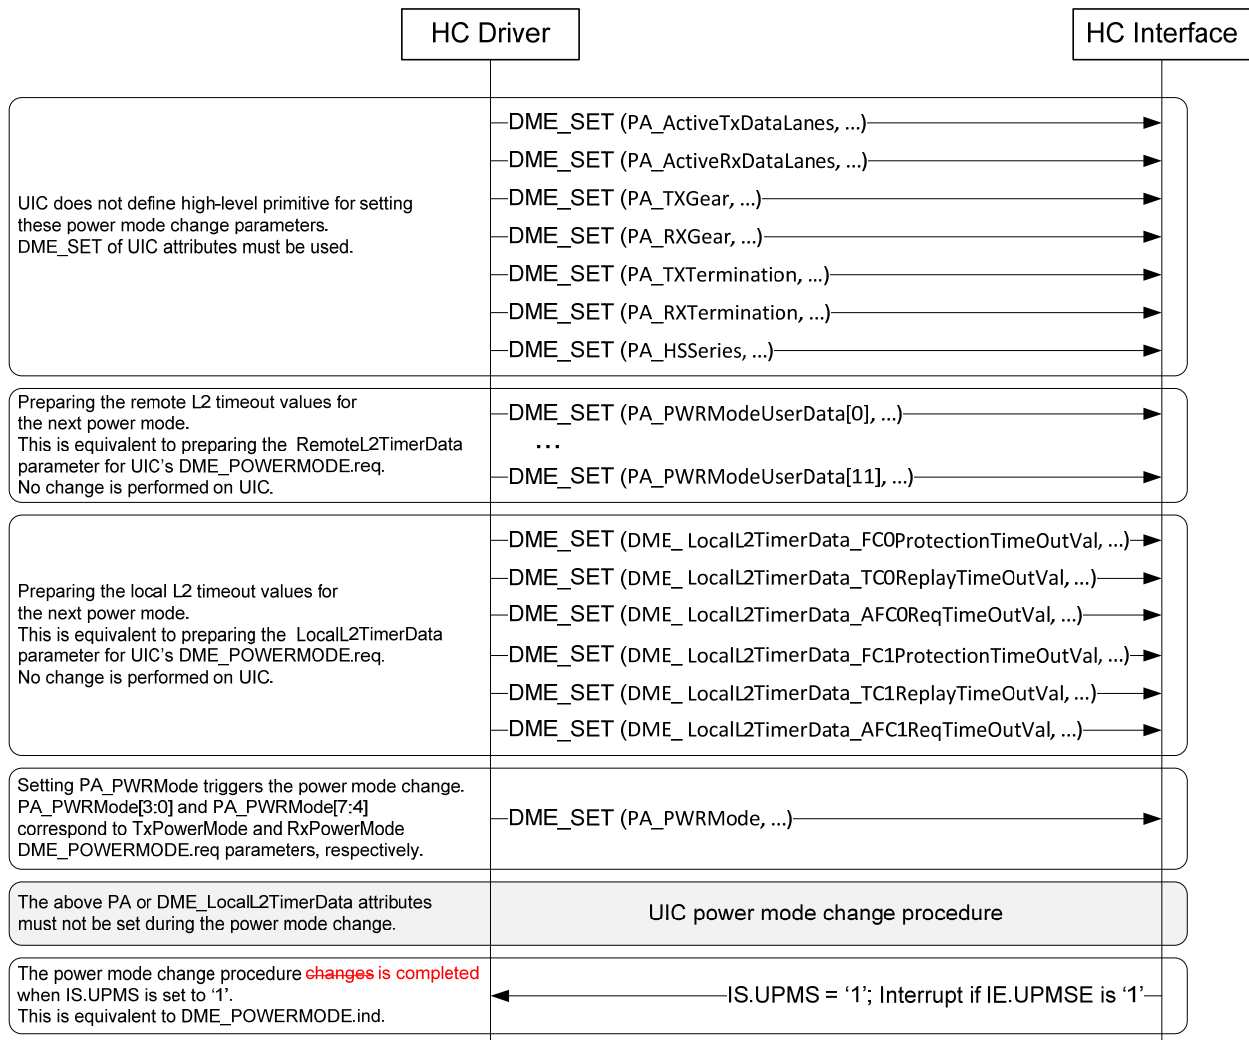 HC Driver
HC Interface
UIC does not define high-level primitive for setting
these power mode change parameters.
DME_SET of UIC attributes must be used.
DME_SET (PA_ActiveTxDataLanes, ...)
DME_SET (PA_ActiveRxDataLanes, ...)
DME_SET (PA_TXGear, ...)
DME_SET (PA_RXGear, ...)
DME_SET (PA_TXTermination, ...)
DME_SET (PA_RXTermination, ...)
DME_SET (PA_HSSeries, ...)
Preparing the remote L2 timeout values for
the next power mode.
This is equivalent to preparing the RemoteL2TimerData
parameter for UIC's DME_POWERMODE.req.
No change is performed on UIC.
DME_SET (PA_PWRModeUserData[0], ...)
...
DME_SET (PA_PWRModeUserData[11], ...)
Preparing the local L2 timeout values for
the next power mode.
This is equivalent to preparing the LocalL2TimerData
parameter for UIC's DME_POWERMODE.req.
No change is performed on UIC.
DME_SET (DME_ LocalL2TimerData_FC0ProtectionTimeOutVal, ...)
DME_SET (DME_ LocalL2TimerData_TC0ReplayTimeOutVal, ...)
DME_SET (DME_ LocalL2TimerData_AFC0ReqTimeOutVal, ...)
DME_SET (DME_ LocalL2TimerData_FC1ProtectionTimeOutVal, ...)
DME_SET (DME_ LocalL2TimerData_TC1ReplayTimeOutVal, ...)
DME_SET (DME_ LocalL2TimerData_AFC1ReqTimeOutVal, ...)
Setting PA_PWRMode triggers the power mode change.
PA_PWRMode[3:0] and PA_PWRMode[7:4]
correspond to TxPowerMode and RxPowerMode
DME_POWERMODE.req parameters, respectively.
DME_SET (PA_PWRMode, ...)
The above PA or DME_LocalL2TimerData attributes
must not be set during the power mode change.
UIC power mode change procedure
The power mode change procedure changes is completed
when IS.UPMS is set to '1'.
This is equivalent to DME_POWERMODE.ind.
IS.UPMS = '1'; Interrupt if IE.UPMSE is '1'